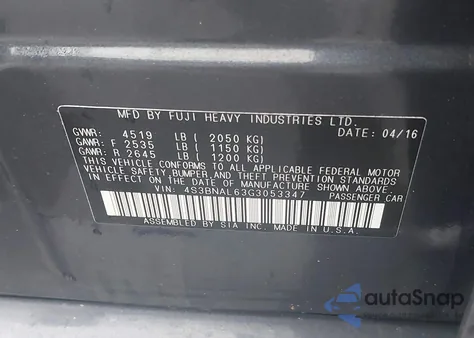 MFD BY FUJI HEAVY INDUSTRIES LTD.
GVWR: 4519 LB ( 2050 KG) DATE: 04/16
GAWR: F 2535 LB ( 1150 KG)
GAWR: R 2645 LB ( 1200 KG)
THIS VEHICLE CONFORMS TO ALL APPLICABLE FEDERAL MOTOR
VEHICLE SAFETY, BUMPER, AND THEFT PREVENTION STANDARDS
IN EFFECT ON THE DATE OF MANUFACTURE SHOWN ABOVE.
VIN: 4S3BNAL63G3053347 PASSENGER CAR
ASSEMBLED BY SIA INC. MADE IN U.S.A.
autoSnap